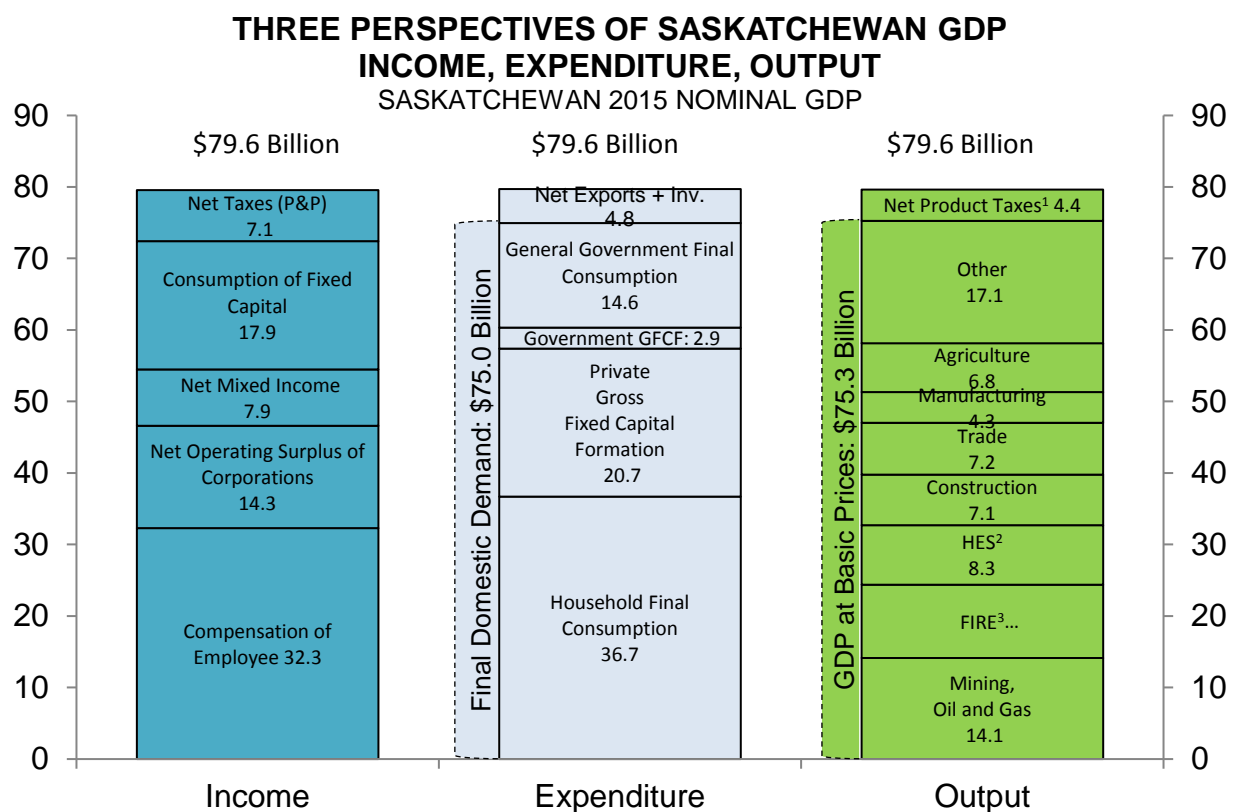 THREE PERSPECTIVES OF SASKATCHEWAN GDP
INCOME, EXPENDITURE, OUTPUT
SASKATCHEWAN 2015 NOMINAL GDP
90
80
70
60
50
40
30
20
10
0
$79.6 Billion
Net Taxes (P&P)
7.1
Consumption of Fixed
Capital
17.9
Net Mixed Income
7.9
Net Operating Surplus of
Corporations
14.3
Compensation of
Employee 32.3
Income
Final Domestic Demand: $75.0 Billion
$79.6 Billion
Net Exports + Inv.
4.8
General Government Final
Consumption
14.6
Government GFCF: 2.9
Private
Gross
Fixed Capital
Formation
20.7
Household Final
Consumption
36.7
Expenditure
GDP at Basic Prices: $75.3 Billion
$79.6 Billion
Net Product Taxes¹ 4.4
Other
17.1
Agriculture
6.8
Manufacturing
4.3
Trade
7.2
Construction
7.1
HES²
8.3
FIRE³...
Mining,
Oil and Gas
14.1
Output
90
80
70
60
50
40
30
20
10
0